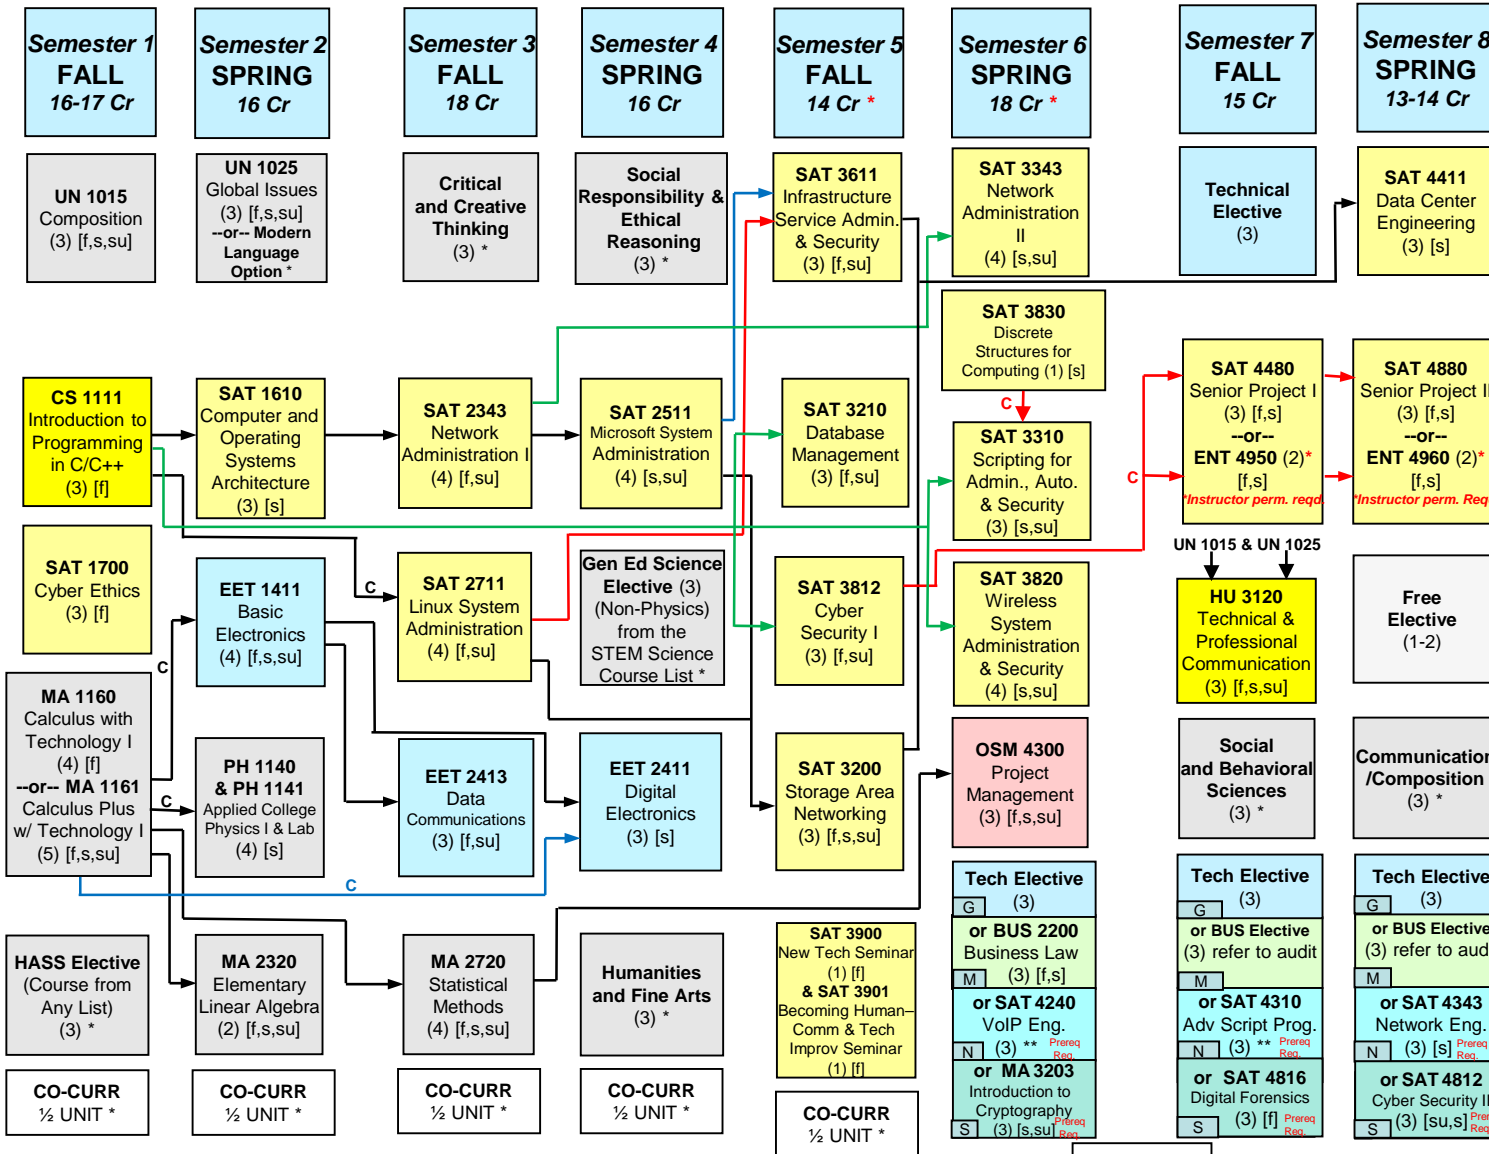 Semester 1
FALL
16-17 Cr
UN 1015
Composition
(3) [f,s,su]
CS 1111
Introduction to
Programming
in C/C++
(3) [f]
SAT 1700
Cyber Ethics
(3) [f]
C
MA 1160
Calculus with
Technology I
(4) [f]
--or-- MA 1161
Calculus Plus
w/ Technology I
(5) [f,s,su]
C
HASS Elective
(Course from
Any List)
(3) *
CO-CURR
½ UNIT *
Semester 2
SPRING
16 Cr
UN 1025
Global Issues
(3) [f,s,su]
--or-- Modern
Language
Option *
SAT 1610
Computer and
Operating
Systems
Architecture
(3) [s]
EET 1411
Basic
Electronics
(4) [f,s,su]
PH 1140
& PH 1141
Applied College
Physics I & Lab
(4) [s]
C
MA 2320
Elementary
Linear Algebra
(2) [f,s,su]
CO-CURR
½ UNIT *
Semester 3
FALL
18 Cr
Critical
and Creative
Thinking
(3) *
SAT 2343
Network
Administration I
(4) [f,su]
C
SAT 2711
Linux System
Administration
(4) [f,su]
EET 2413
Data
Communications
(3) [f,su]
MA 2720
Statistical
Methods
(4) [f,s,su]
CO-CURR
½ UNIT *
Semester 4
SPRING
16 Cr
Social
Responsibility &
Ethical
Reasoning
(3) *
SAT 2511
Microsoft System
Administration
(4) [s,su]
Gen Ed Science
Elective (3)
(Non-Physics)
from the
STEM Science
Course List *
EET 2411
Digital
Electronics
(3) [s]
Humanities
and Fine Arts
(3) *
Semester 5
FALL
14 Cr *
SAT 3611
Infrastructure
Service Admin.
& Security
(3) [f,su]
SAT 3210
Database
Management
(3) [f,su]
SAT 3812
Cyber
Security I
(3) [f,su]
SAT 3200
Storage Area
Networking
(3) [f,s,su]
SAT 3900
New Tech Seminar
(1) [f]
& SAT 3901
Becoming Human–
Comm & Tech
Improv Seminar
(1) [f]
CO-CURR
½ UNIT *
Semester 6
SPRING
18 Cr *
SAT 3343
Network
Administration
II
(4) [s,su]
SAT 3830
Discrete
Structures for
Computing (1) [s]
C
SAT 3310
Scripting for
Admin., Auto.
& Security
(3) [s,su]
SAT 3820
Wireless
System
Administration
& Security
(4) [s,su]
OSM 4300
Project
Management
(3) [f,s,su]
Tech Elective
G (3)
or BUS 2200
Business Law
M (3) [f,s]
or SAT 4240
VoIP Eng.
N (3) ** Prereq
Req.
or MA 3203
Introduction to
Cryptography
S (3) [s,su] Prereq
Req.
Semester 7
FALL
15 Cr
Technical
Elective
(3)
C
SAT 4480
Senior Project I
(3) [f,s]
--or--
ENT 4950 (2)*
[f,s]
*Instructor perm. reqd.
UN 1015 & UN 1025
HU 3120
Technical &
Professional
Communication
(3) [f,s,su]
Social
and Behavioral
Sciences
(3) *
Tech Elective
G (3)
or BUS Elective
(3) refer to audit
M
or SAT 4310
Adv Script Prog.
N (3) ** Prereq
Req.
or SAT 4816
Digital Forensics
S (3) [f] Prereq
Req.
Semester 8
SPRING
13-14 Cr
SAT 4411
Data Center
Engineering
(3) [s]
SAT 4880
Senior Project II
(3) [f,s]
--or--
ENT 4960 (2)*
[f,s]
*Instructor perm. Req
Free
Elective
(1-2)
Communication
/Composition
(3) *
Tech Elective
G (3)
or BUS Elective
(3) refer to aud
M
or SAT 4343
Network Eng.
N (3) [s] Prereq
Req.
or SAT 4812
Cyber Security II
S (3) [su,s] Prer
Req